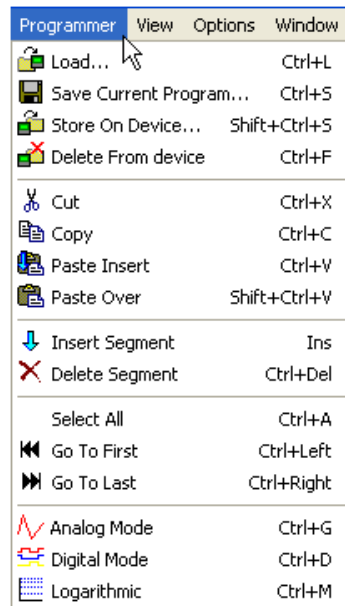 Programmer View Options Window
Load... Ctrl+L
Save Current Program... Ctrl+S
Store On Device... Shift+Ctrl+S
Delete From device Ctrl+F
Cut Ctrl+X
Copy Ctrl+C
Paste Insert Ctrl+V
Paste Over Shift+Ctrl+V
Insert Segment Ins
Delete Segment Ctrl+Del
Select All Ctrl+A
Go To First Ctrl+Left
Go To Last Ctrl+Right
Analog Mode Ctrl+G
Digital Mode Ctrl+D
Logarithmic Ctrl+M